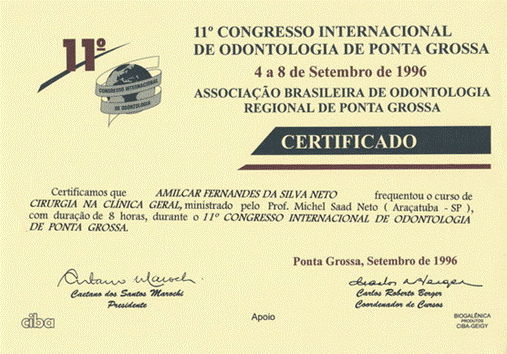 11º CONGRESSO INTERNACIONAL
DE ODONTOLOGIA DE PONTA GROSSA
4 a 8 de Setembro de 1996
ASSOCIAÇÃO BRASILEIRA DE ODONTOLOGIA
REGIONAL DE PONTA GROSSA
11º
CONGRESSO INTERNACIONAL
DE ODONTOLOGIA
CERTIFICADO
Certificamos que AMILCAR FERNANDES DA SILVA NETO frequentou o curso de
CIRURGIA NA CLÍNICA GERAL, ministrado pelo Prof. Michel Saad Neto ( Araçatuba - SP ),
com duração de 8 horas, durante o 11º CONGRESSO INTERNACIONAL DE ODONTOLOGIA
DE PONTA GROSSA.
Ponta Grossa, Setembro de 1996
Caetano dos Santos Marochi
Presidente
Carlos Roberto Berger
Coordenador de Cursos
ciba
Apoio
BIOGALÊNICA
PRODUTOS
CIBA-GEIGY